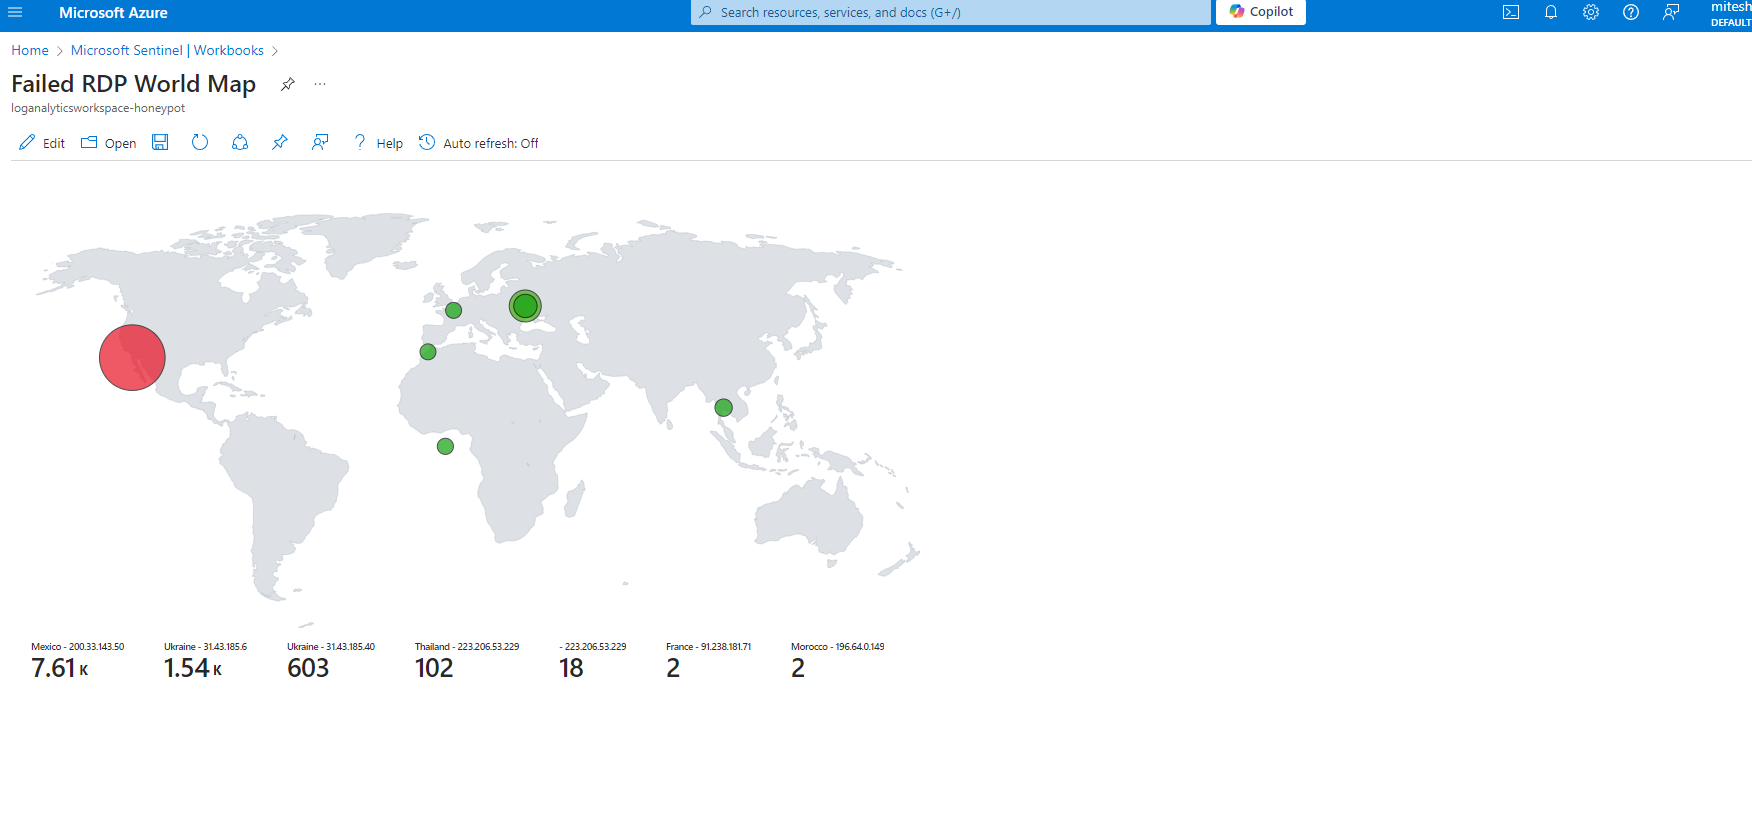 Microsoft Azure
Search resources, services, and docs (G+/)
Copilot
mitesh
DEFAULT
Home > Microsoft Sentinel | Workbooks >
Failed RDP World Map
...
loganalyticsworkspace-honeypot
Edit
Open
? Help
Auto refresh: Off
Mexico - 200.33.143.50
7.61 K
Ukraine - 31.43.185.6
1.54 K
Ukraine - 31.43.185.40
603
Thailand - 223.206.53.229
102
- 223.206.53.229
18
France - 91.238.181.71
2
Morocco - 196.64.0.149
2